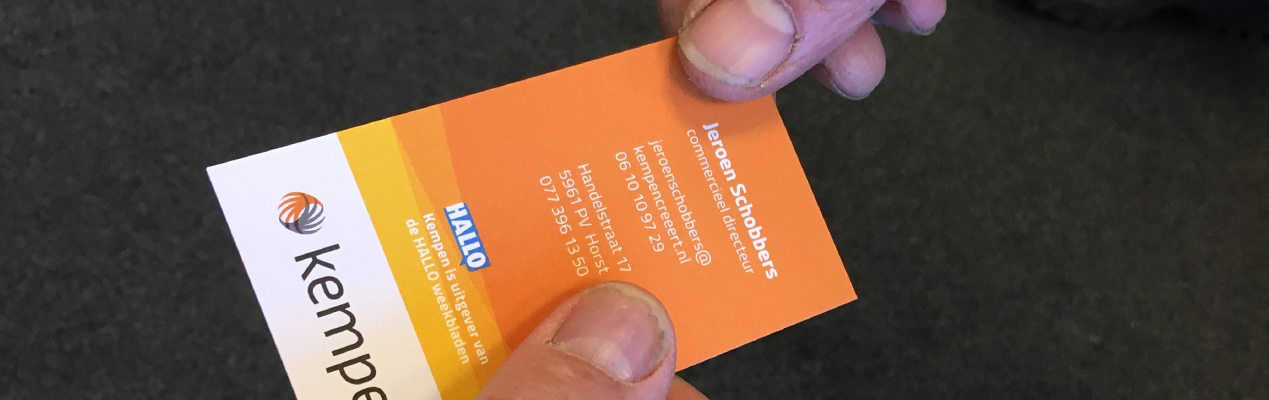 Jeroen Schobbers
commercieel directeur
jeroenschobbers@
kempencreeert.nl
06 10 10 97 29
Handelstraat 17
5961 PV Horst
077 396 13 50
HALLO
Kempen is uitgever van
de HALLO weekbladen
kempe